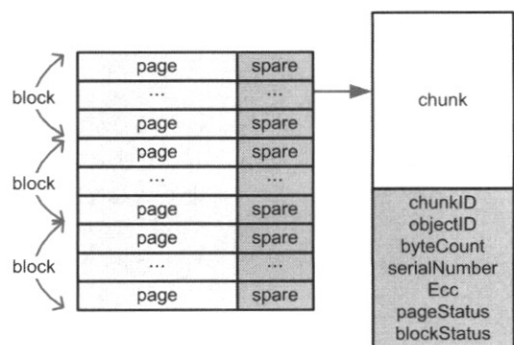 block
block
block
page spare
... ...
page spare
page spare
... ...
page spare
page spare
... ...
page spare
chunk
chunkID
objectID
byteCount
serialNumber
Ecc
pageStatus
blockStatus